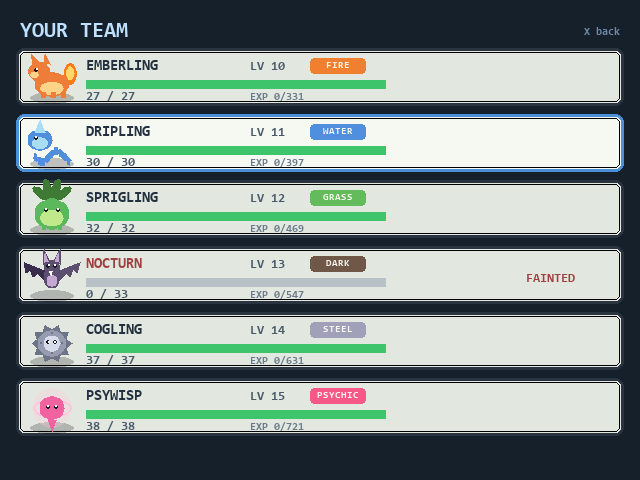 YOUR TEAM
X back
EMBERLING LV 10 FIRE
27 / 27 EXP 0/331
DRIPLING LV 11 WATER
30 / 30 EXP 0/397
SPRIGLING LV 12 GRASS
32 / 32 EXP 0/469
NOCTURN LV 13 DARK
FAINTED
0 / 33 EXP 0/547
COGLING LV 14 STEEL
37 / 37 EXP 0/631
PSYWISP LV 15 PSYCHIC
38 / 38 EXP 0/721